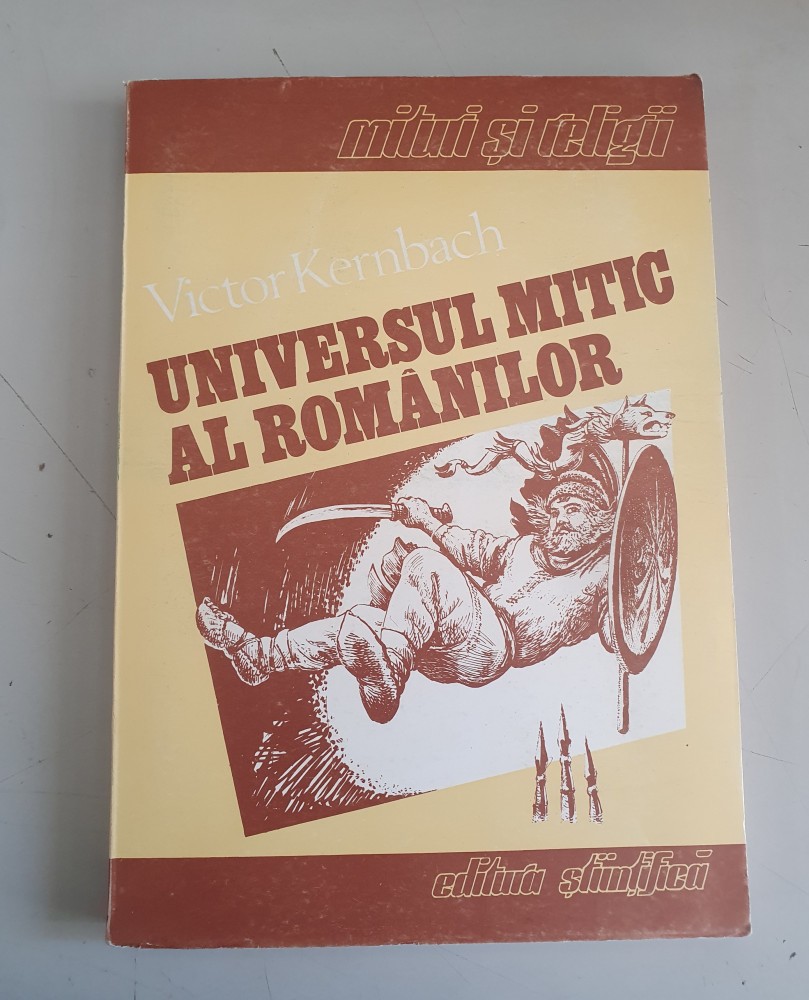 mituri și religii
Victor Kernbach
UNIVERSUL MITIC
AL ROMÂNILOR
editura științifică